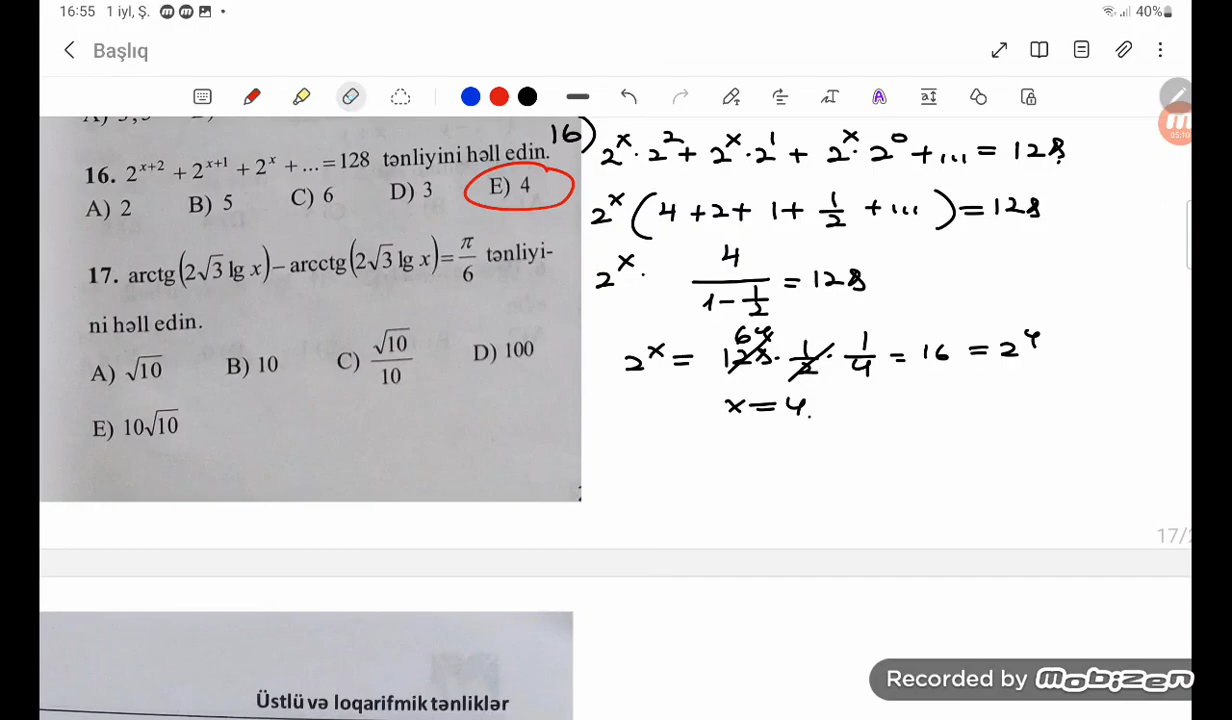 16:55 1 iyl, Ş. 40%
Başlıq
16. 2^{x+2} + 2^{x+1} + 2^x + ... = 128 tənliyini həll edin.
A) 2 B) 5 C) 6 D) 3 E) 4
17. arctg(2√3 lg x) − arcctg(2√3 lg x) = π/6 tənliyi-
ni həll edin.
A) √10 B) 10 C) √10/10 D) 100
E) 10√10
16) 2^x · 2^2 + 2^x · 2^1 + 2^x · 2^0 + ... = 128
2^x (4 + 2 + 1 + 1/2 + ...) = 128
2^x · 4/(1 − 1/2) = 128
64
2^x = 128 · 1/2 · 1/4 = 16 = 2^4
x = 4.
17/2
Üstlü və loqarifmik tənliklər
05:10
Recorded by mobizen